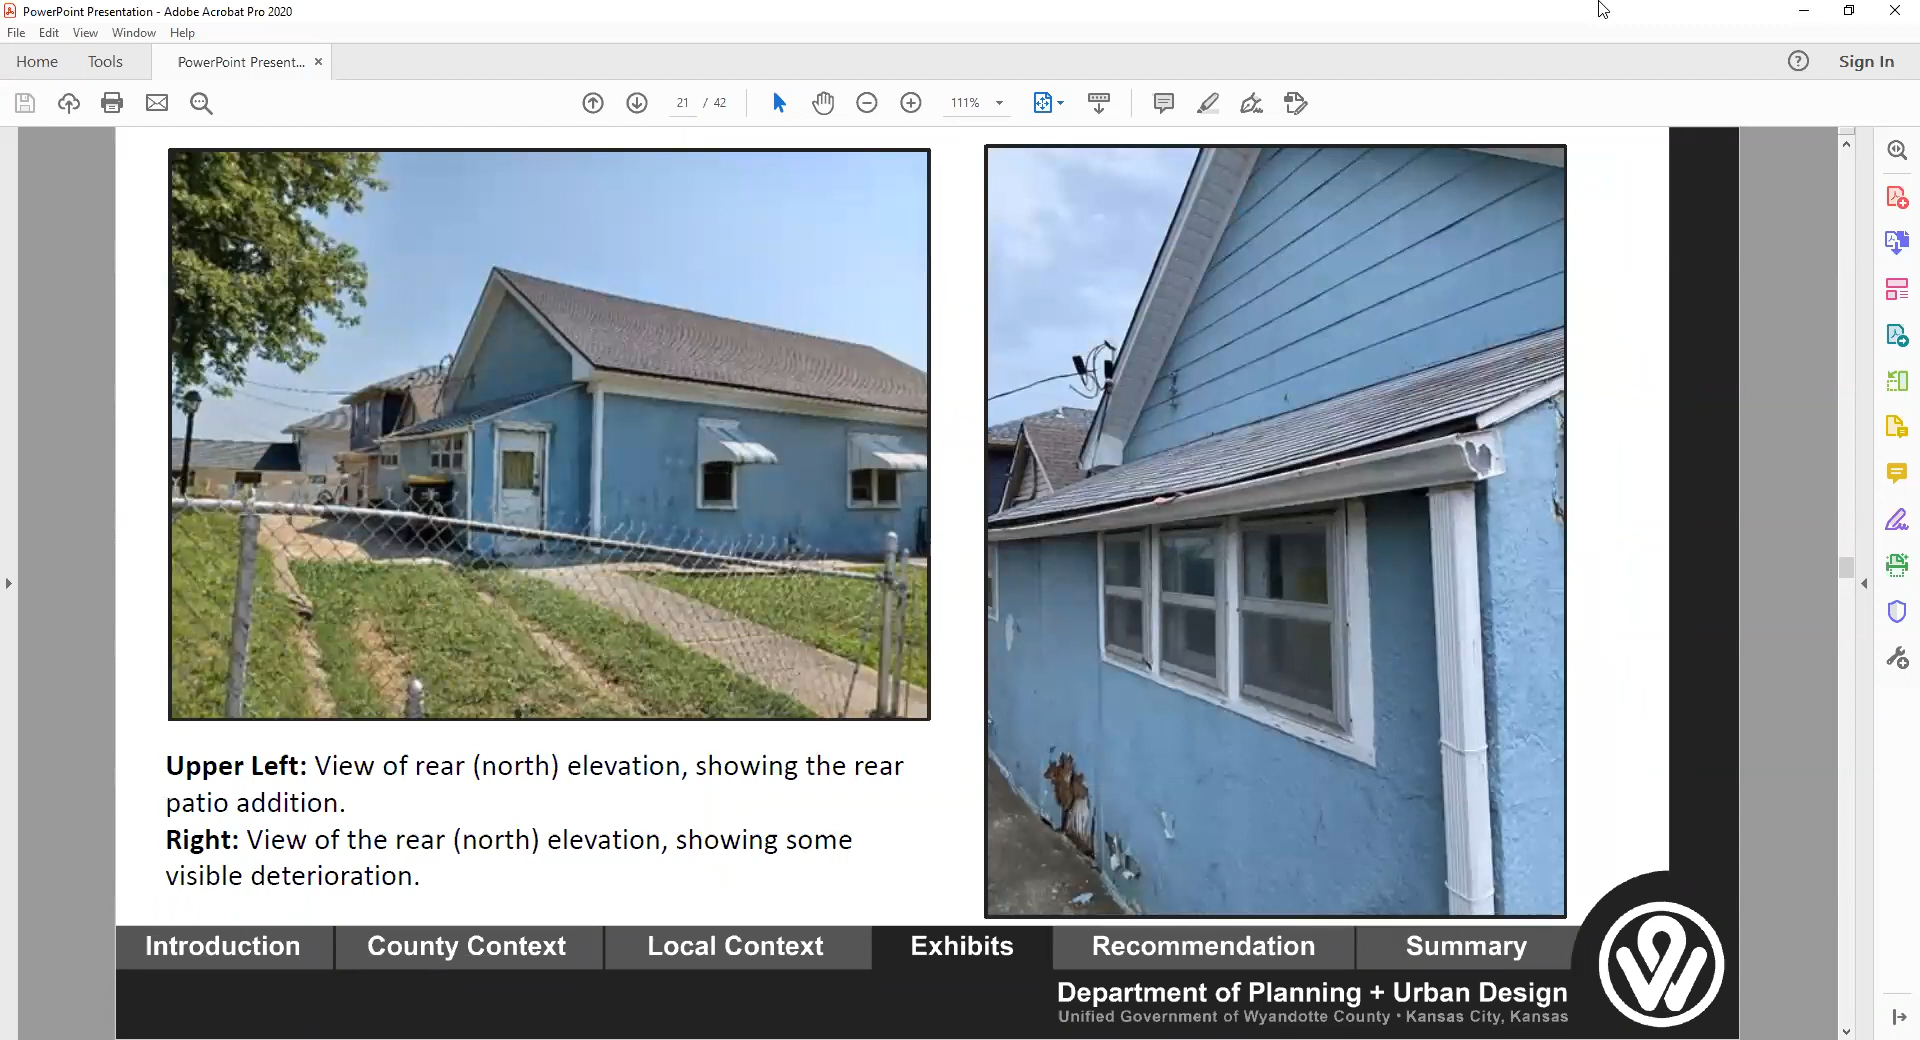 PowerPoint Presentation - Adobe Acrobat Pro 2020
File Edit View Window Help
Home Tools PowerPoint Present... × Sign In
21 / 42 111%
Upper Left: View of rear (north) elevation, showing the rear
patio addition.
Right: View of the rear (north) elevation, showing some
visible deterioration.
Introduction County Context Local Context Exhibits Recommendation Summary
Department of Planning + Urban Design
Unified Government of Wyandotte County • Kansas City, Kansas